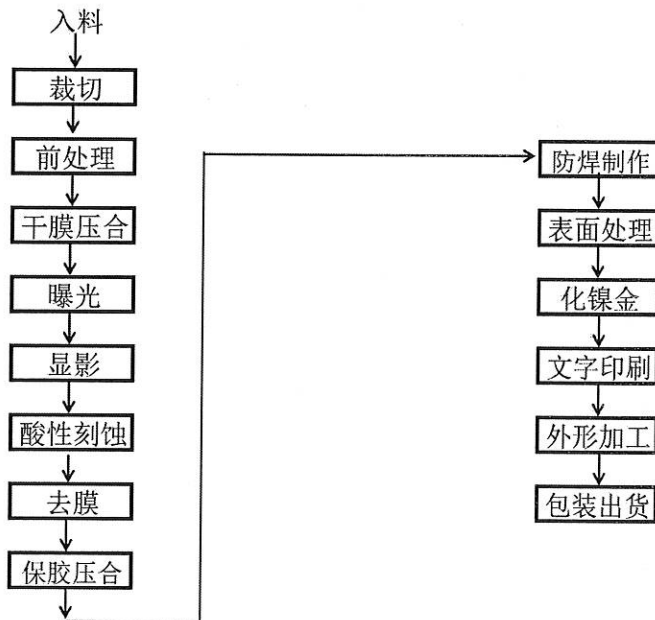 入料
裁切
前处理
干膜压合
曝光
显影
酸性刻蚀
去膜
保胶压合
防焊制作
表面处理
化镍金
文字印刷
外形加工
包装出货